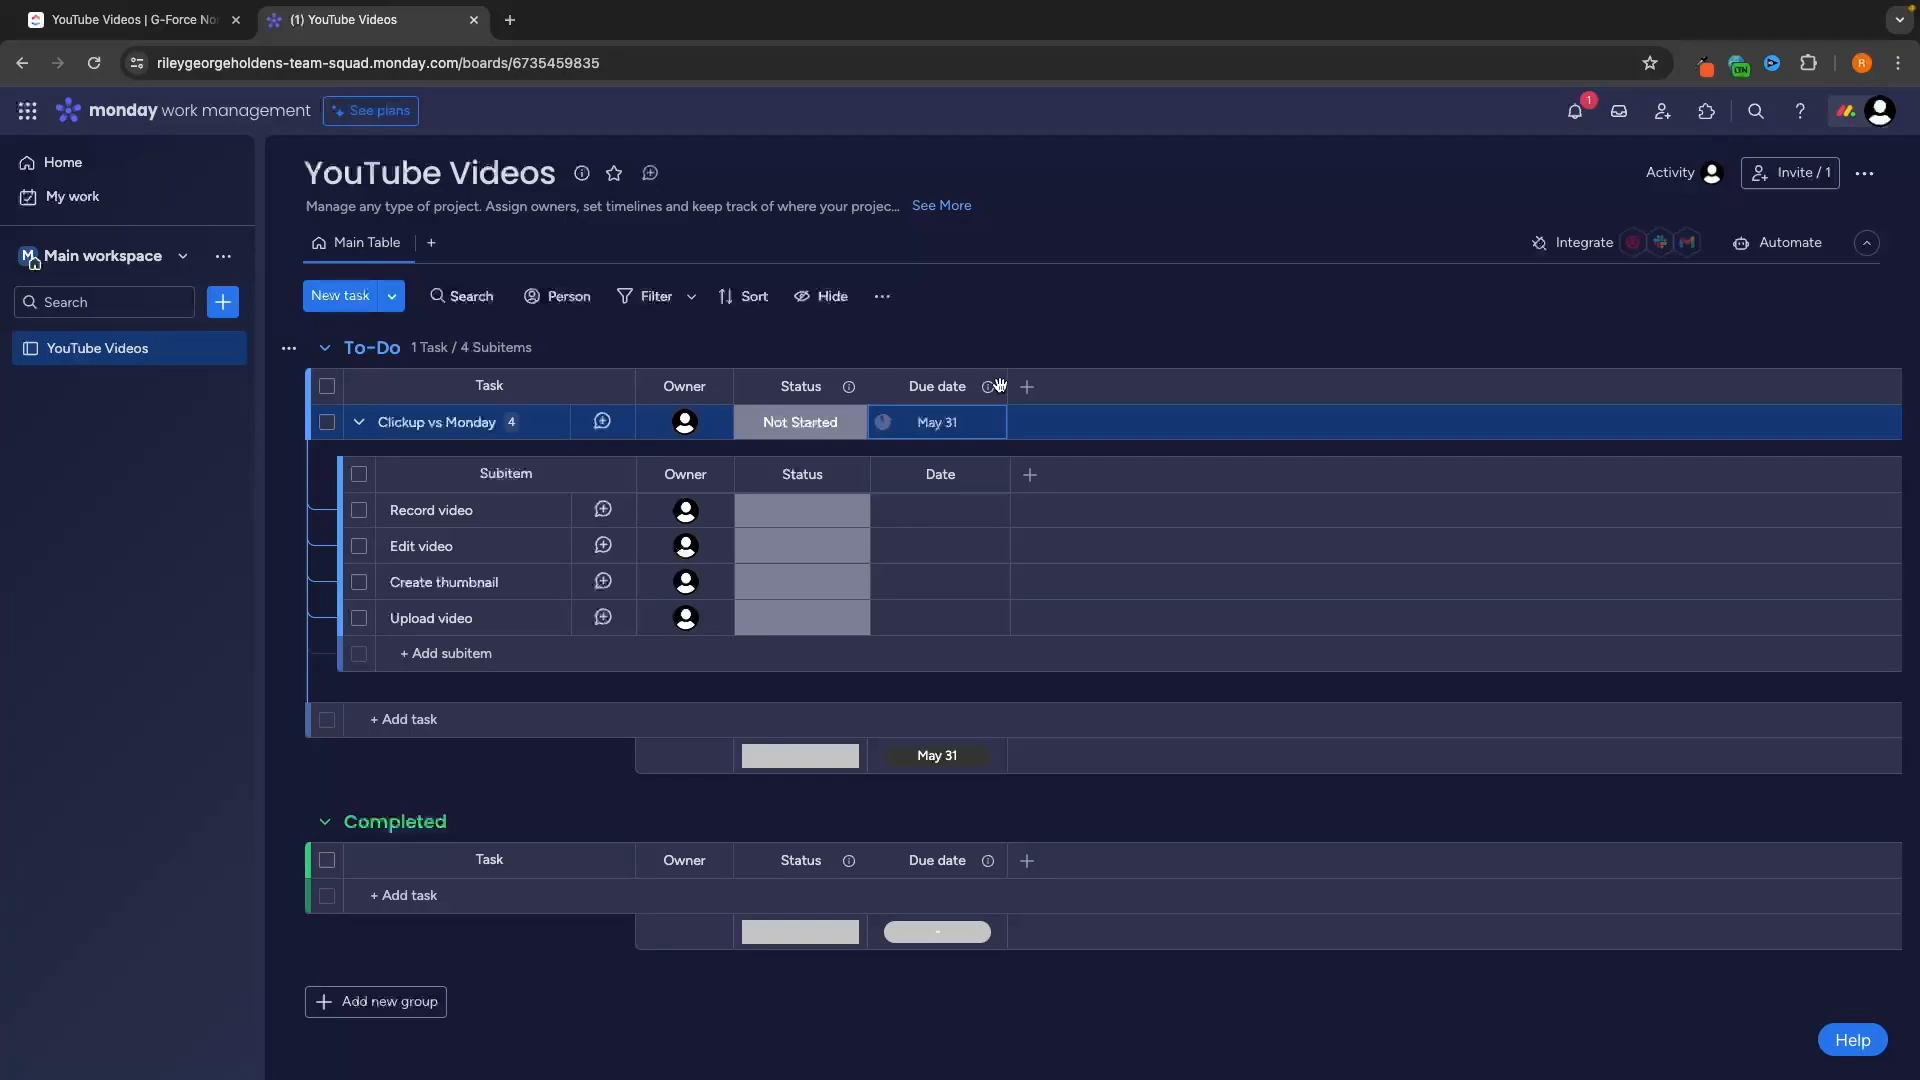 YouTube Videos | G-Force No
(1) YouTube Videos
rileygeorgeholdens-team-squad.monday.com/boards/6735459835
R
monday work management
See plans
1
Home
My work
M Main workspace
Search
YouTube Videos
YouTube Videos
Activity
Invite / 1
Manage any type of project. Assign owners, set timelines and keep track of where your projec... See More
Main Table
Integrate
Automate
New task
Search
Person
Filter
Sort
Hide
To-Do 1 Task / 4 Subitems
Task Owner Status Due date
Clickup vs Monday 4 Not Started May 31
Subitem Owner Status Date
Record video
Edit video
Create thumbnail
Upload video
+ Add subitem
+ Add task
May 31
Completed
Task Owner Status Due date
+ Add task
-
+ Add new group
Help